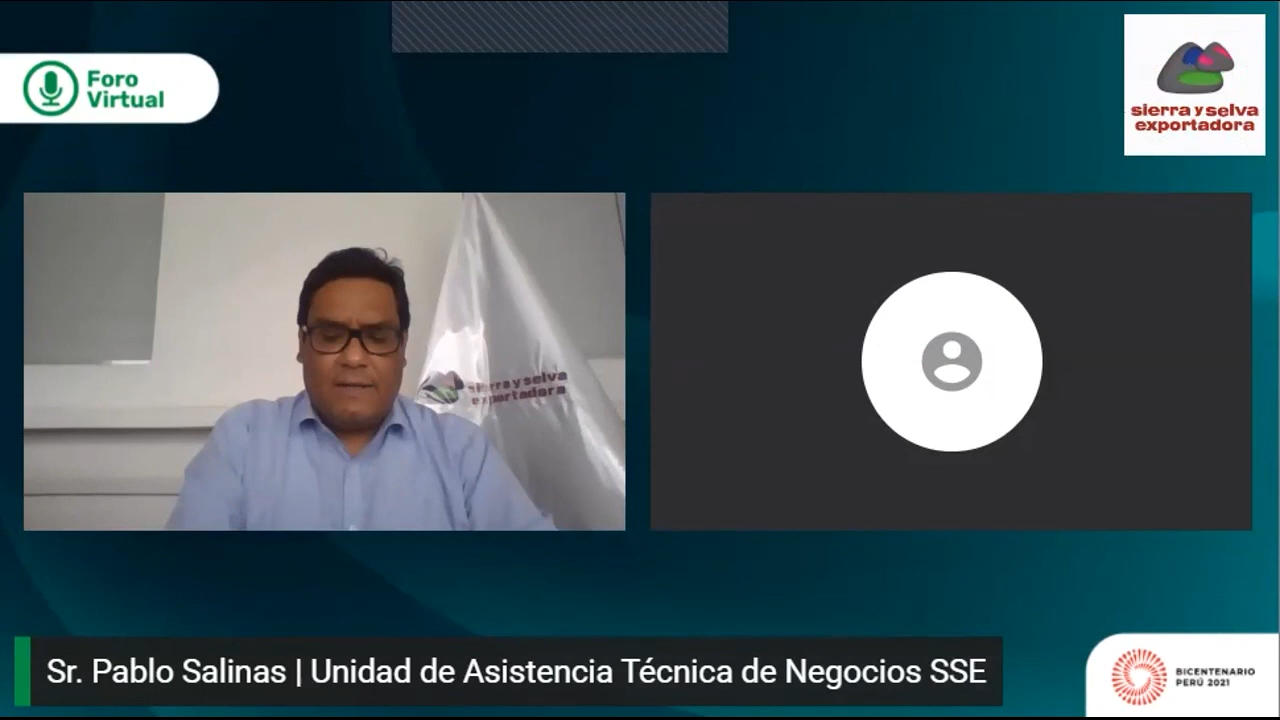 Foro
Virtual
sierra y selva
exportadora
sierra y selva
exportadora
Sr. Pablo Salinas | Unidad de Asistencia Técnica de Negocios SSE
BICENTENARIO
PERÚ 2021